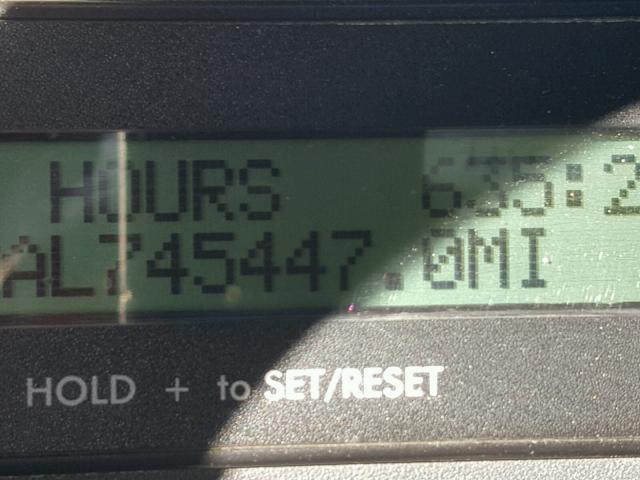 HOURS 635:2
AL745447.0MI
HOLD + to SET/RESET